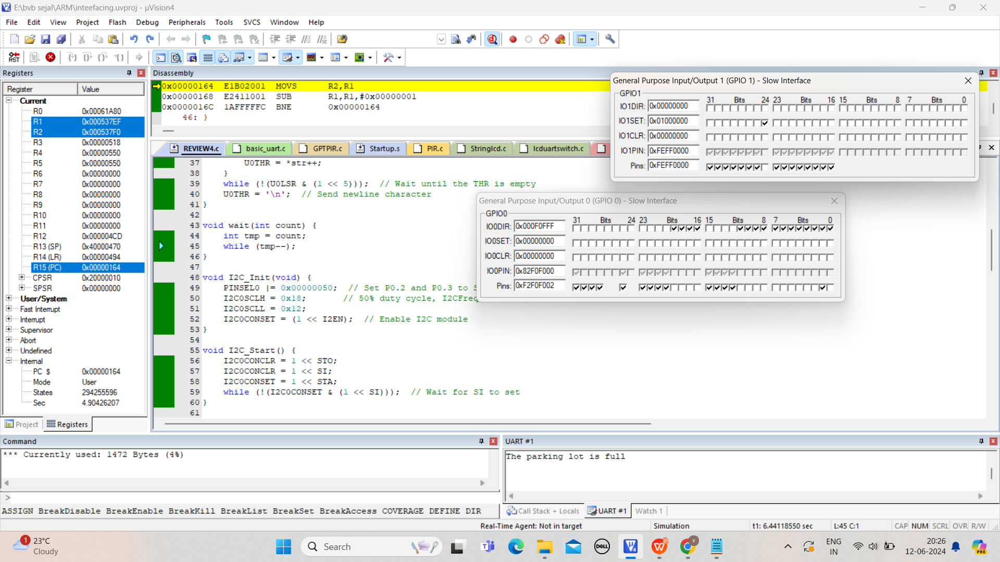 E:\bvb sejal\ARM\inteefacing.uvproj - µVision4
File Edit View Project Flash Debug Peripherals Tools SVCS Window Help
Registers
Register Value
Current
R0 0x00061A80
R1 0x000537EF
R2 0x000537F0
R3 0x00000518
R4 0x00000550
R5 0x00000550
R6 0x00000000
R7 0x00000000
R8 0x00000000
R9 0x00000000
R10 0x00000000
R11 0x00000000
R12 0x000004CD
R13 (SP) 0x40000470
R14 (LR) 0x00000494
R15 (PC) 0x00000164
CPSR 0x20000010
SPSR 0x00000000
User/System
Fast Interrupt
Interrupt
Supervisor
Abort
Undefined
Internal
PC $ 0x00000164
Mode User
States 294255596
Sec 4.90426207
Project Registers
Disassembly
0x00000164 E1B02001 MOVS R2,R1
0x00000168 E2411001 SUB R1,R1,#0x00000001
0x0000016C 1AFFFFFC BNE 0x00000164
46: }
REVIEW4.c basic_uart.c GPTPIR.c Startup.s PIR.c Stringlcd.c lcduartswitch.c
37 U0THR = *str++;
38 }
39 while (!(U0LSR & (1 << 5))); // Wait until the THR is empty
40 U0THR = '\n'; // Send newline character
41 }
42
43 void wait(int count) {
44 int tmp = count;
45 while (tmp--);
46 }
47
48 void I2C_Init(void) {
49 PINSEL0 |= 0x00000050; // Set P0.2 and P0.3 to
50 I2C0SCLH = 0x18; // 50% duty cycle, I2CFreq
51 I2C0SCLL = 0x12;
52 I2C0CONSET = (1 << I2EN); // Enable I2C module
53 }
54
55 void I2C_Start() {
56 I2C0CONCLR = 1 << STO;
57 I2C0CONCLR = 1 << SI;
58 I2C0CONSET = 1 << STA;
59 while (!(I2C0CONSET & (1 << SI))); // Wait for SI to set
60 }
61
General Purpose Input/Output 1 (GPIO 1) - Slow Interface
GPIO1
31 Bits 24 23 Bits 16 15 Bits 8 7 Bits 0
IO1DIR: 0x00000000
IO1SET: 0x01000000
IO1CLR: 0x00000000
IO1PIN: 0xFEFF0000
Pins: 0xFEFF0000
General Purpose Input/Output 0 (GPIO 0) - Slow Interface
GPIO0
31 Bits 24 23 Bits 16 15 Bits 8 7 Bits 0
IO0DIR: 0x000F0FFF
IO0SET: 0x00000000
IO0CLR: 0x00000000
IO0PIN: 0x82F0F000
Pins: 0xF2F0F002
Command
*** Currently used: 1472 Bytes (4%)
>
ASSIGN BreakDisable BreakEnable BreakKill BreakList BreakSet BreakAccess COVERAGE DEFINE DIR
UART #1
The parking lot is full
Call Stack + Locals UART #1 Watch 1
Real-Time Agent: Not in target Simulation t1: 6.44118550 sec L:45 C:1 CAP NUM SCRL OVR R/W
1
23°C
Cloudy
Search
DELL
ENG
IN
20:26
12-06-2024
PRE